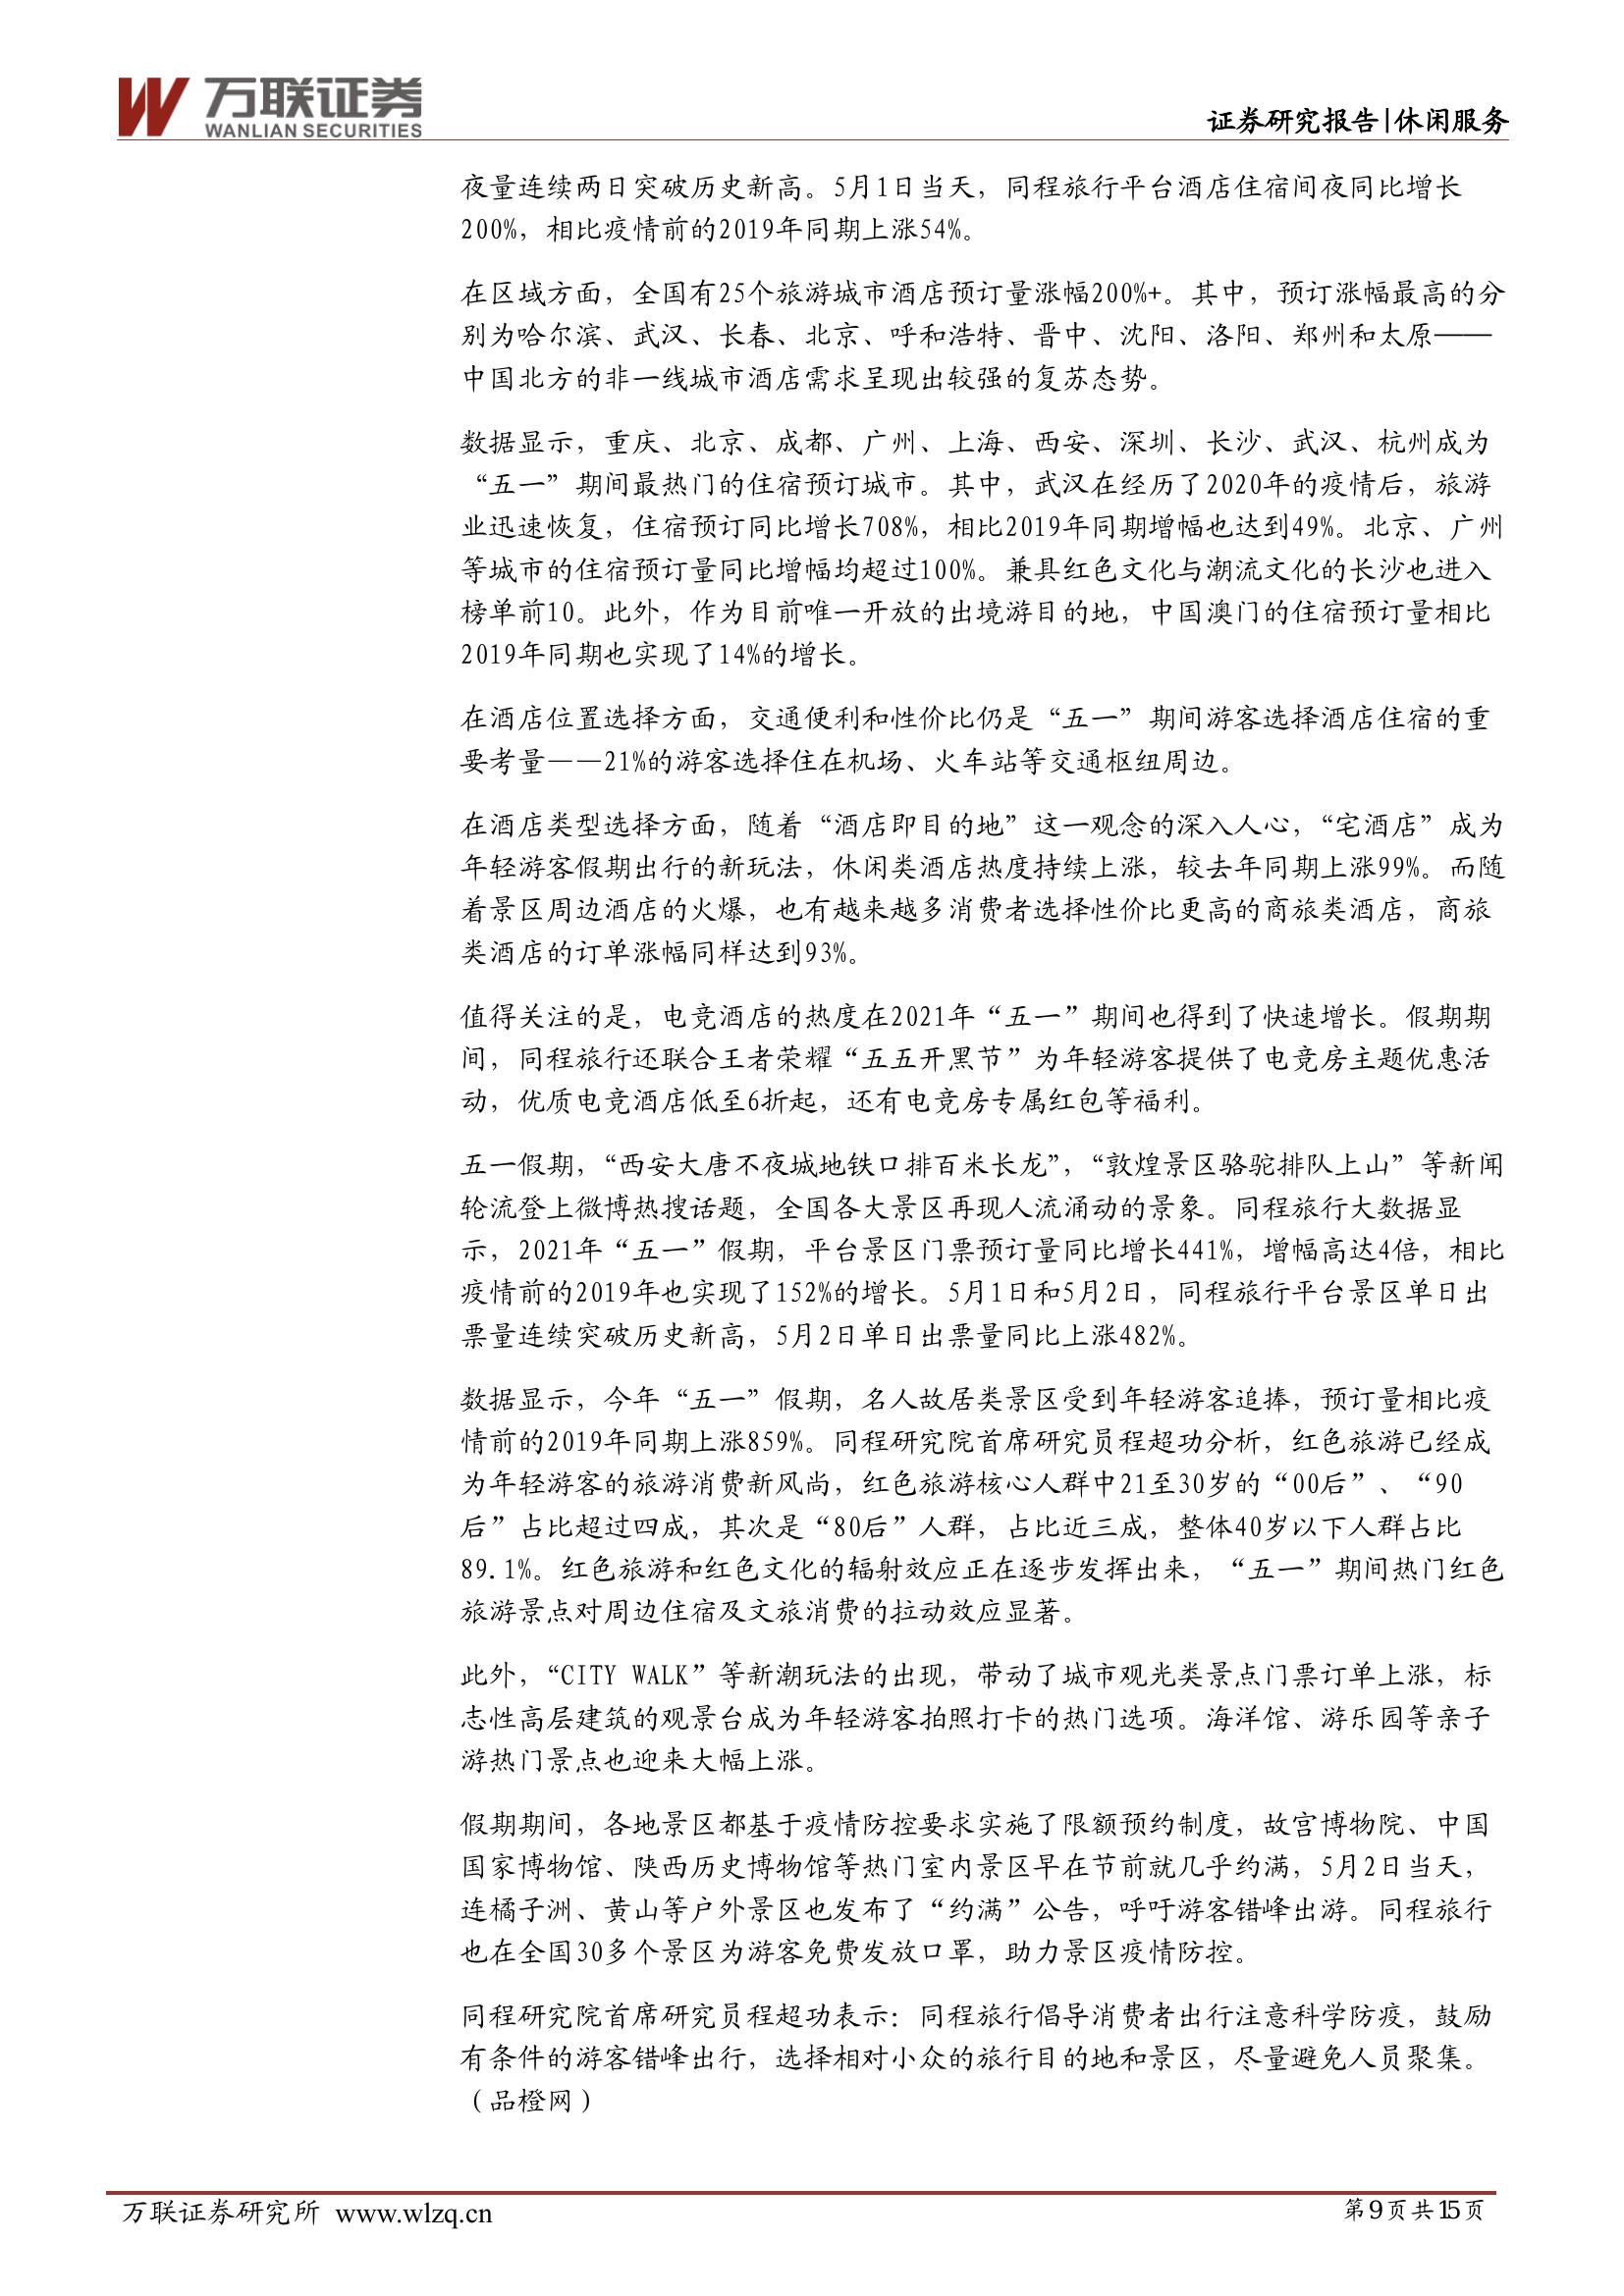 万联证券
WANLIAN SECURITIES
证券研究报告|休闲服务
夜量连续两日突破历史新高。5月1日当天，同程旅行平台酒店住宿间夜同比增长
200%，相比疫情前的2019年同期上涨54%。
在区域方面，全国有25个旅游城市酒店预订量涨幅200%+。其中，预订涨幅最高的分
别为哈尔滨、武汉、长春、北京、呼和浩特、晋中、沈阳、洛阳、郑州和太原——
中国北方的非一线城市酒店需求呈现出较强的复苏态势。
数据显示，重庆、北京、成都、广州、上海、西安、深圳、长沙、武汉、杭州成为
“五一”期间最热门的住宿预订城市。其中，武汉在经历了2020年的疫情后，旅游
业迅速恢复，住宿预订同比增长708%，相比2019年同期增幅也达到49%。北京、广州
等城市的住宿预订量同比增幅均超过100%。兼具红色文化与潮流文化的长沙也进入
榜单前10。此外，作为目前唯一开放的出境游目的地，中国澳门的住宿预订量相比
2019年同期也实现了14%的增长。
在酒店位置选择方面，交通便利和性价比仍是“五一”期间游客选择酒店住宿的重
要考量——21%的游客选择住在机场、火车站等交通枢纽周边。
在酒店类型选择方面，随着“酒店即目的地”这一观念的深入人心，“宅酒店”成为
年轻游客假期出行的新玩法，休闲类酒店热度持续上涨，较去年同期上涨99%。而随
着景区周边酒店的火爆，也有越来越多消费者选择性价比更高的商旅类酒店，商旅
类酒店的订单涨幅同样达到93%。
值得关注的是，电竞酒店的热度在2021年“五一”期间也得到了快速增长。假期期
间，同程旅行还联合王者荣耀“五五开黑节”为年轻游客提供了电竞房主题优惠活
动，优质电竞酒店低至6折起，还有电竞房专属红包等福利。
五一假期，“西安大唐不夜城地铁口排百米长龙”，“敦煌景区骆驼排队上山”等新闻
轮流登上微博热搜话题，全国各大景区再现人流涌动的景象。同程旅行大数据显
示，2021年“五一”假期，平台景区门票预订量同比增长441%，增幅高达4倍，相比
疫情前的2019年也实现了152%的增长。5月1日和5月2日，同程旅行平台景区单日出
票量连续突破历史新高，5月2日单日出票量同比上涨482%。
数据显示，今年“五一”假期，名人故居类景区受到年轻游客追捧，预订量相比疫
情前的2019年同期上涨859%。同程研究院首席研究员程超功分析，红色旅游已经成
为年轻游客的旅游消费新风尚，红色旅游核心人群中21至30岁的“00后”、“90
后”占比超过四成，其次是“80后”人群，占比近三成，整体40岁以下人群占比
89.1%。红色旅游和红色文化的辐射效应正在逐步发挥出来，“五一”期间热门红色
旅游景点对周边住宿及文旅消费的拉动效应显著。
此外，“CITY WALK”等新潮玩法的出现，带动了城市观光类景点门票订单上涨，标
志性高层建筑的观景台成为年轻游客拍照打卡的热门选项。海洋馆、游乐园等亲子
游热门景点也迎来大幅上涨。
假期期间，各地景区都基于疫情防控要求实施了限额预约制度，故宫博物院、中国
国家博物馆、陕西历史博物馆等热门室内景区早在节前就几乎约满，5月2日当天，
连橘子洲、黄山等户外景区也发布了“约满”公告，呼吁游客错峰出游。同程旅行
也在全国30多个景区为游客免费发放口罩，助力景区疫情防控。
同程研究院首席研究员程超功表示：同程旅行倡导消费者出行注意科学防疫，鼓励
有条件的游客错峰出行，选择相对小众的旅行目的地和景区，尽量避免人员聚集。
（品橙网）
万联证券研究所 www.wlzq.cn
第9页共15页